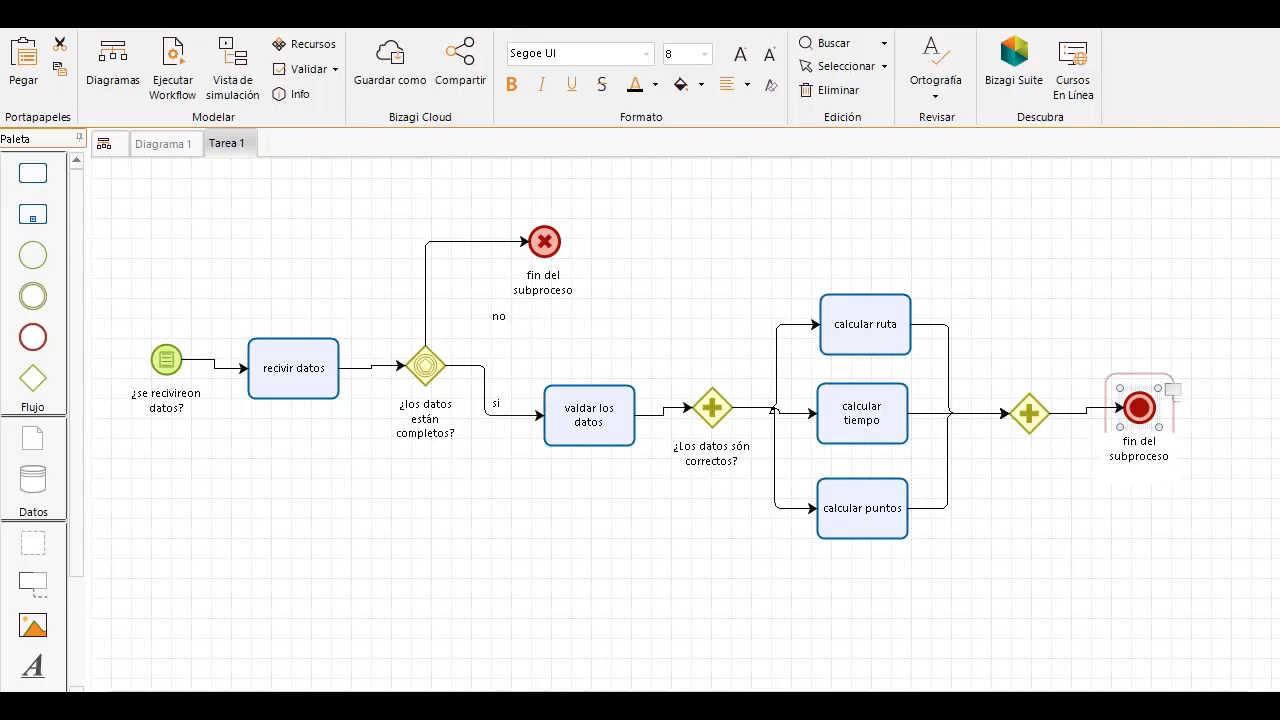 Pegar
Portapapeles
Diagramas
Ejecutar
Workflow
Vista de
simulación
Recursos
Validar
Info
Modelar
Guardar como
Compartir
Bizagi Cloud
Segoe UI
8
B I U S A
Formato
Buscar
Seleccionar
Eliminar
Edición
Ortografía
Revisar
Bizagi Suite
Cursos
En Línea
Descubra
Paleta
Diagrama 1
Tarea 1
Flujo
Datos
A
fin del
subproceso
no
¿se recivireon
datos?
recivir datos
¿los datos
están
completos?
si
valdar los
datos
¿Los datos són
correctos?
calcular ruta
calcular
tiempo
calcular puntos
fin del
subproceso